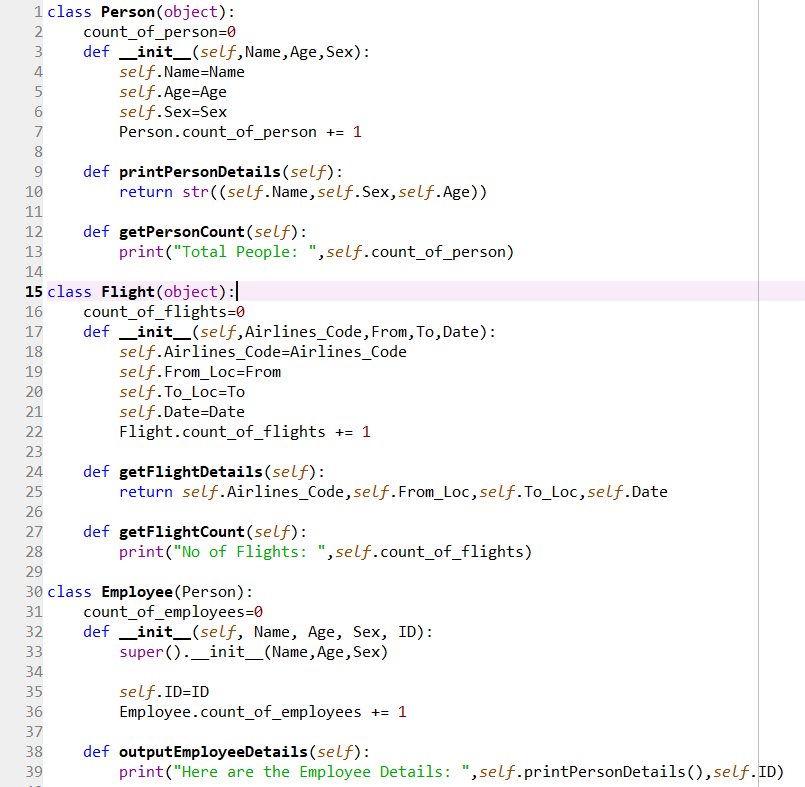 1 class Person(object):
2     count_of_person=0
3     def __init__(self,Name,Age,Sex):
4         self.Name=Name
5         self.Age=Age
6         self.Sex=Sex
7         Person.count_of_person += 1
8
9     def printPersonDetails(self):
10         return str((self.Name,self.Sex,self.Age))
11
12     def getPersonCount(self):
13         print("Total People: ",self.count_of_person)
14
15 class Flight(object):
16     count_of_flights=0
17     def __init__(self,Airlines_Code,From,To,Date):
18         self.Airlines_Code=Airlines_Code
19         self.From_Loc=From
20         self.To_Loc=To
21         self.Date=Date
22         Flight.count_of_flights += 1
23
24     def getFlightDetails(self):
25         return self.Airlines_Code,self.From_Loc,self.To_Loc,self.Date
26
27     def getFlightCount(self):
28         print("No of Flights: ",self.count_of_flights)
29
30 class Employee(Person):
31     count_of_employees=0
32     def __init__(self, Name, Age, Sex, ID):
33         super().__init__(Name,Age,Sex)
34
35         self.ID=ID
36         Employee.count_of_employees += 1
37
38     def outputEmployeeDetails(self):
39         print("Here are the Employee Details: ",self.printPersonDetails(),self.ID)